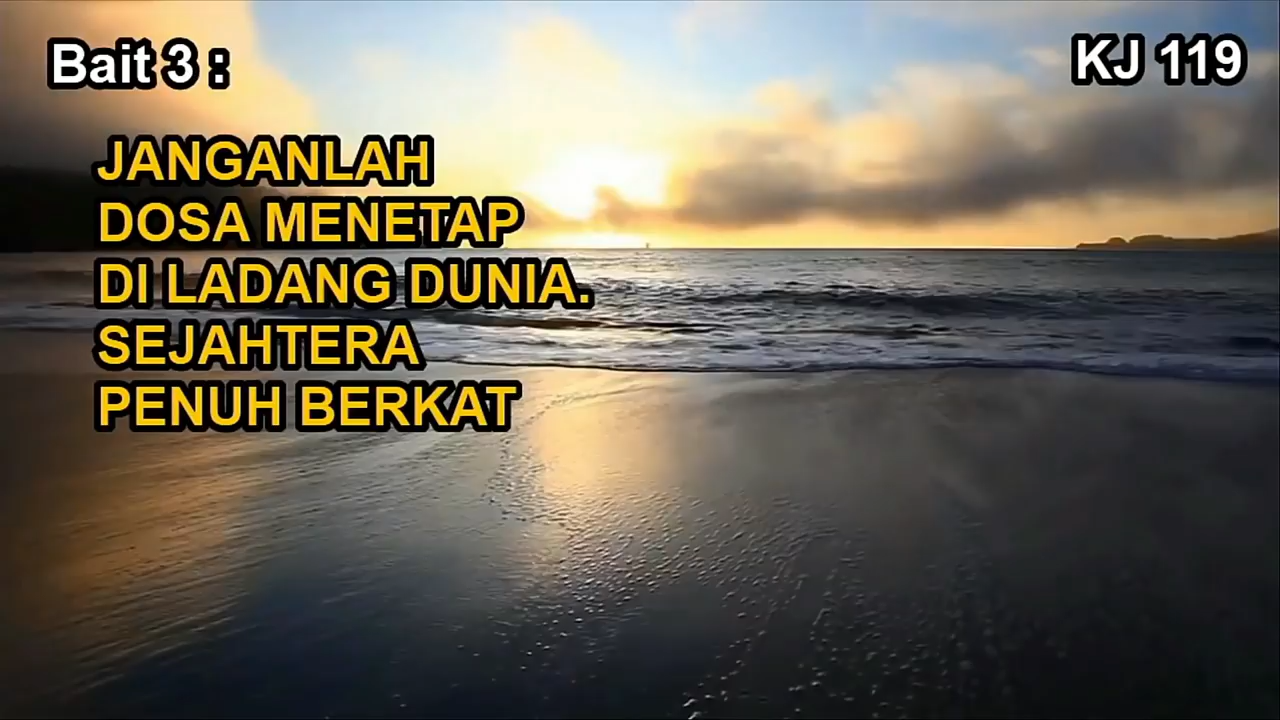 Bait 3 :
KJ 119
JANGANLAH
DOSA MENETAP
DI LADANG DUNIA.
SEJAHTERA
PENUH BERKAT